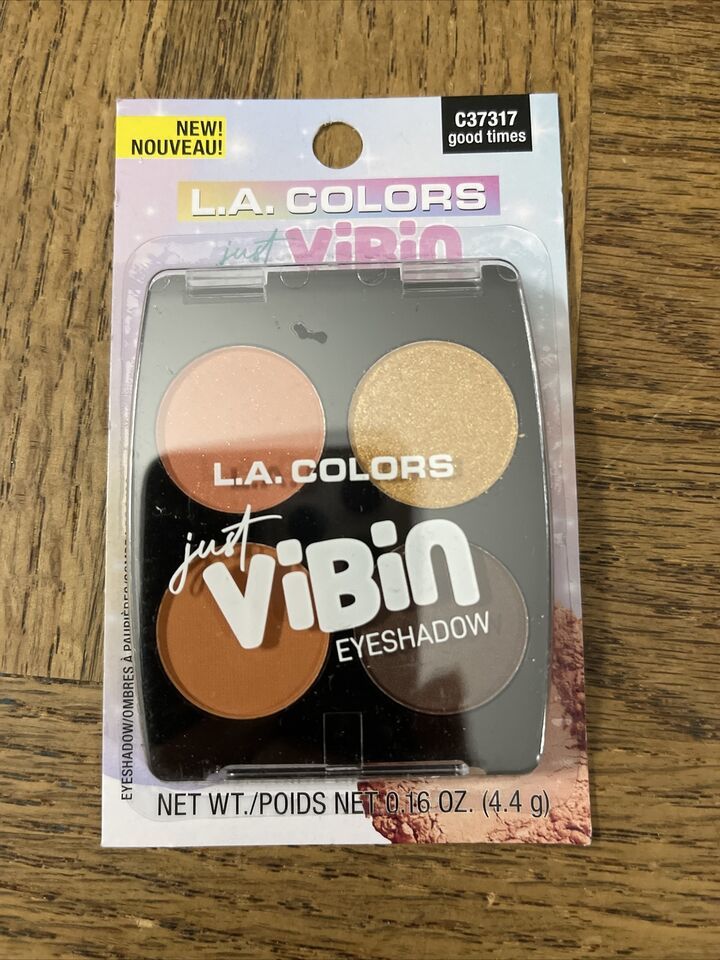 NEW!
NOUVEAU!
C37317
good times
L.A. COLORS
just ViBiN
L.A. COLORS
just
ViBin
EYESHADOW
EYESHADOW/OMBRES À PAUPIÈRES
NET WT./POIDS NET 0.16 OZ. (4.4 g)